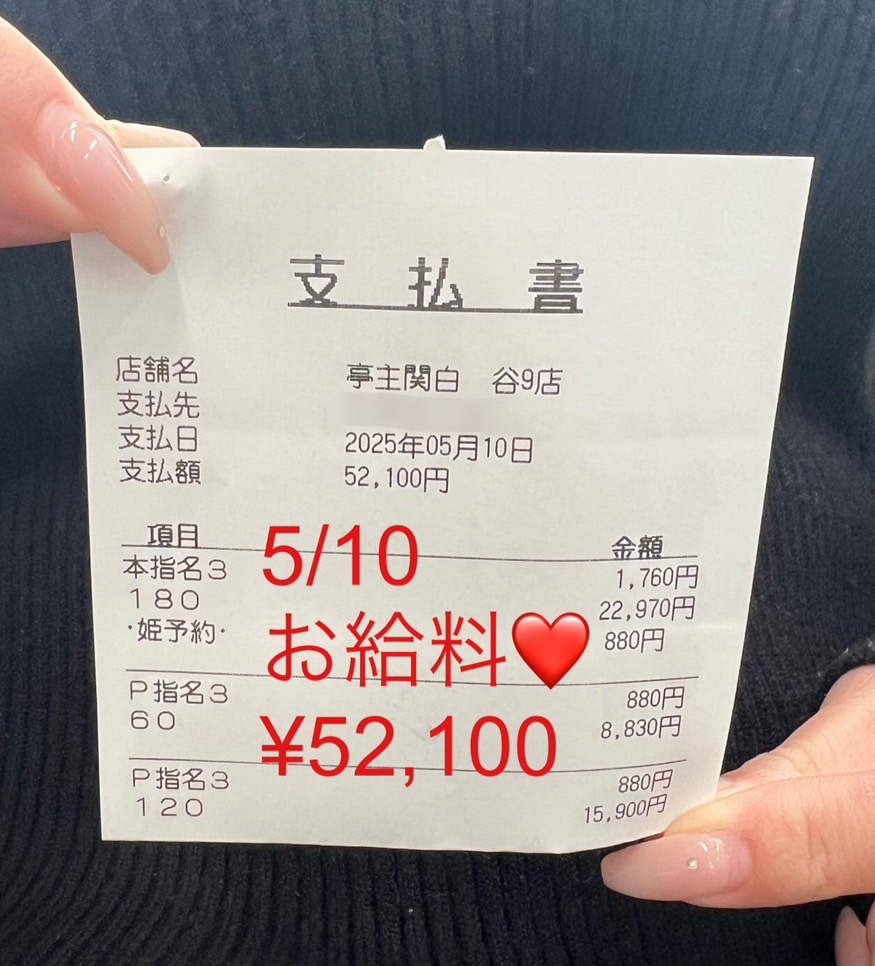 支払書
店舗名 亭主関白 谷9店
支払先
支払日 2025年05月10日
支払額 52,100円
項目 金額
本指名3 1,760円
180 22,970円
·姫予約· 880円
P指名3 880円
60 8,830円
P指名3 880円
120 15,900円
5/10
お給料❤️
¥52,100